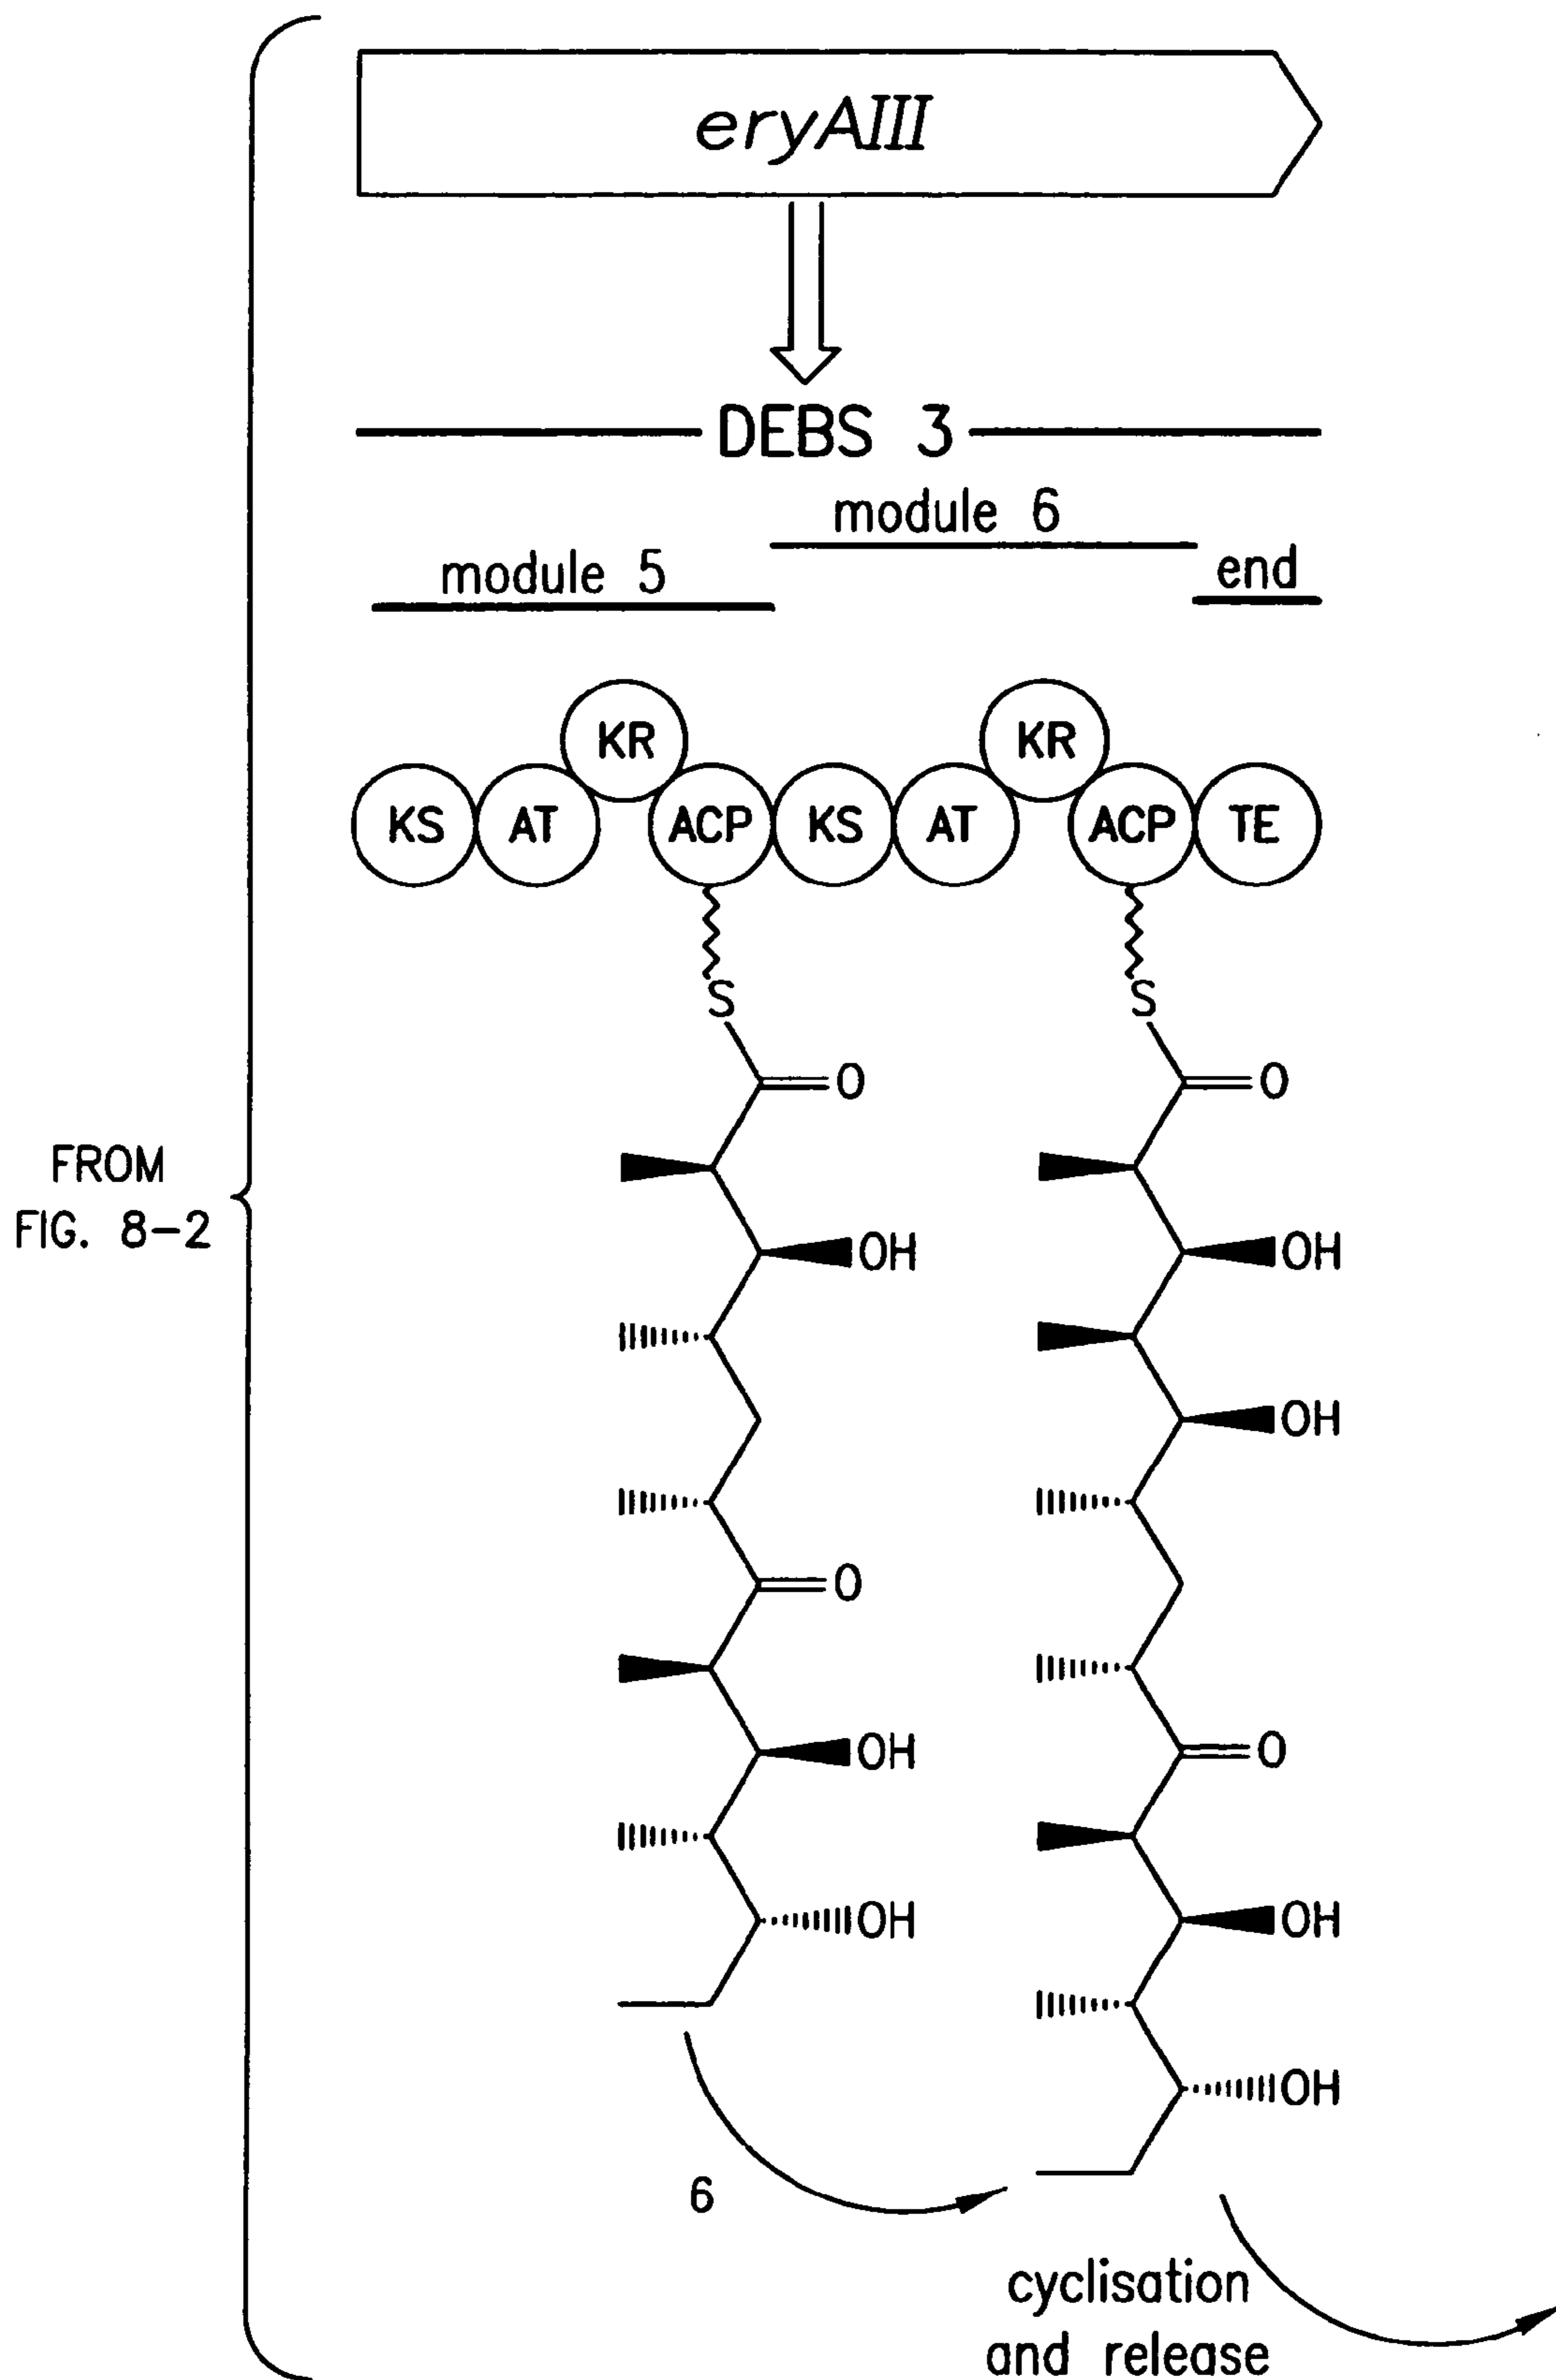 eryAIII
DEBS 3
module 6
module 5
end
KR KR
KS AT ACP KS AT ACP TE
S S
O O
FROM
FIG. 8-2
OH OH
OH
O
O
OH
OH
OH
OH
6
cyclisation
and release